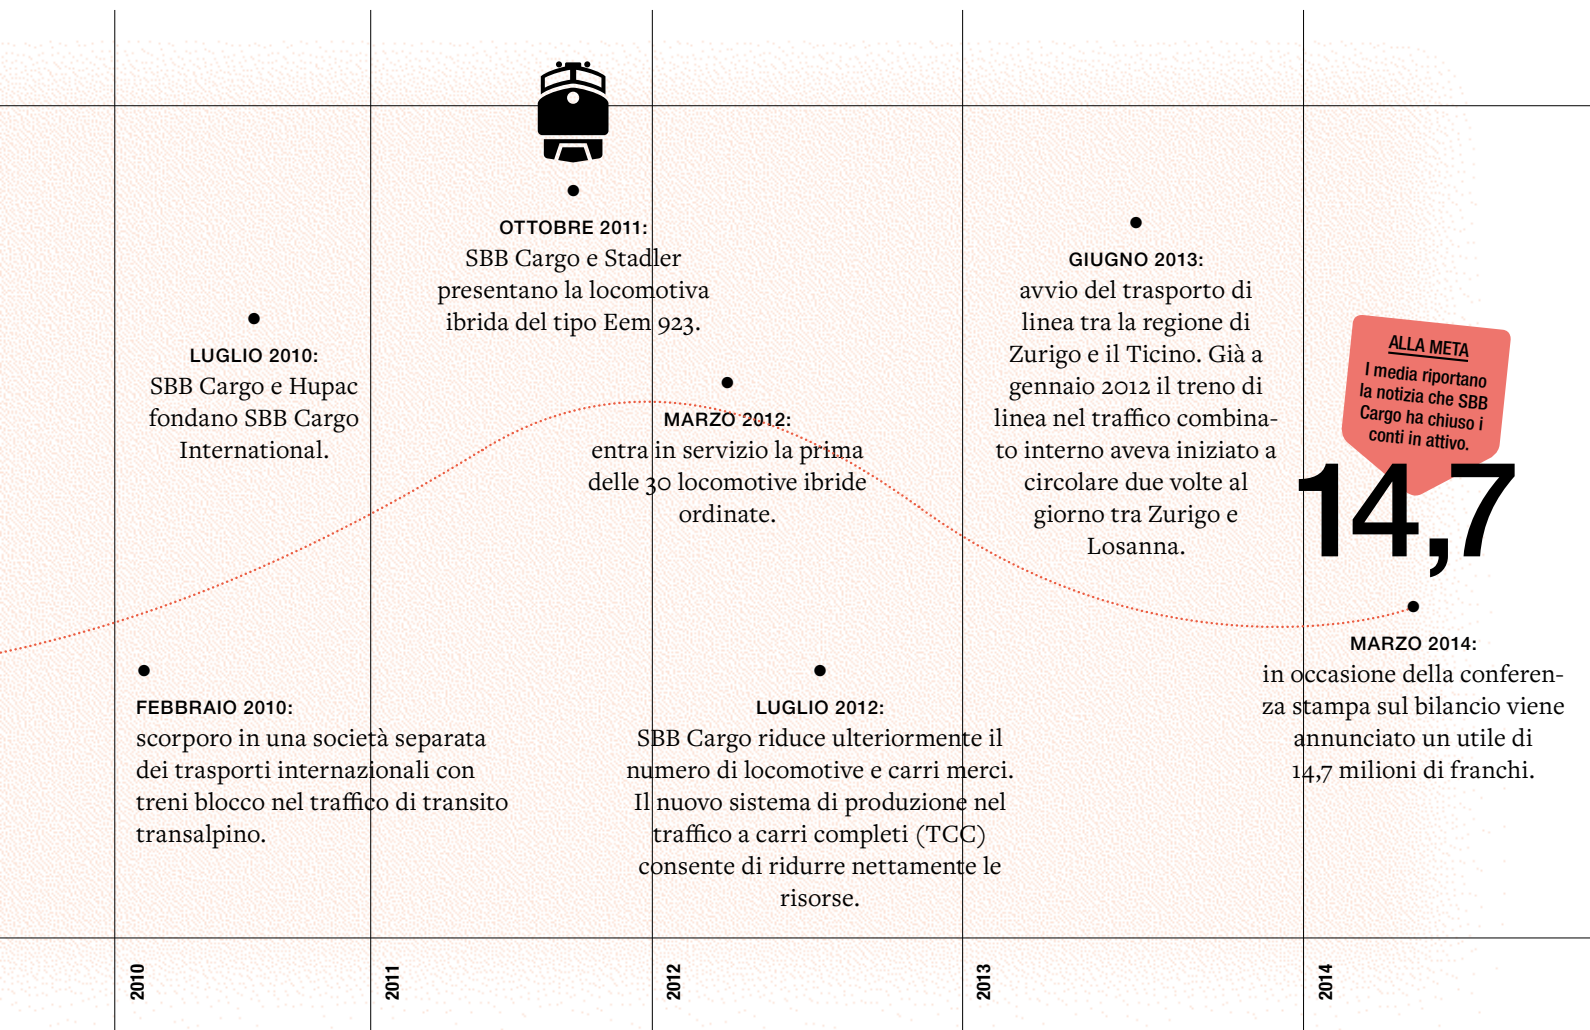 OTTOBRE 2011:
SBB Cargo e Stadler
presentano la locomotiva
ibrida del tipo Eem 923.
LUGLIO 2010:
SBB Cargo e Hupac
fondano SBB Cargo
International.
MARZO 2012:
entra in servizio la prima
delle 30 locomotive ibride
ordinate.
GIUGNO 2013:
avvio del trasporto di
linea tra la regione di
Zurigo e il Ticino. Già a
gennaio 2012 il treno di
linea nel traffico combina-
to interno aveva iniziato a
circolare due volte al
giorno tra Zurigo e
Losanna.
ALLA META
I media riportano
la notizia che SBB
Cargo ha chiuso i
conti in attivo.
14,7
MARZO 2014:
in occasione della conferen-
za stampa sul bilancio viene
annunciato un utile di
14,7 milioni di franchi.
FEBBRAIO 2010:
scorporo in una società separata
dei trasporti internazionali con
treni blocco nel traffico di transito
transalpino.
LUGLIO 2012:
SBB Cargo riduce ulteriormente il
numero di locomotive e carri merci.
Il nuovo sistema di produzione nel
traffico a carri completi (TCC)
consente di ridurre nettamente le
risorse.
2010
2011
2012
2013
2014